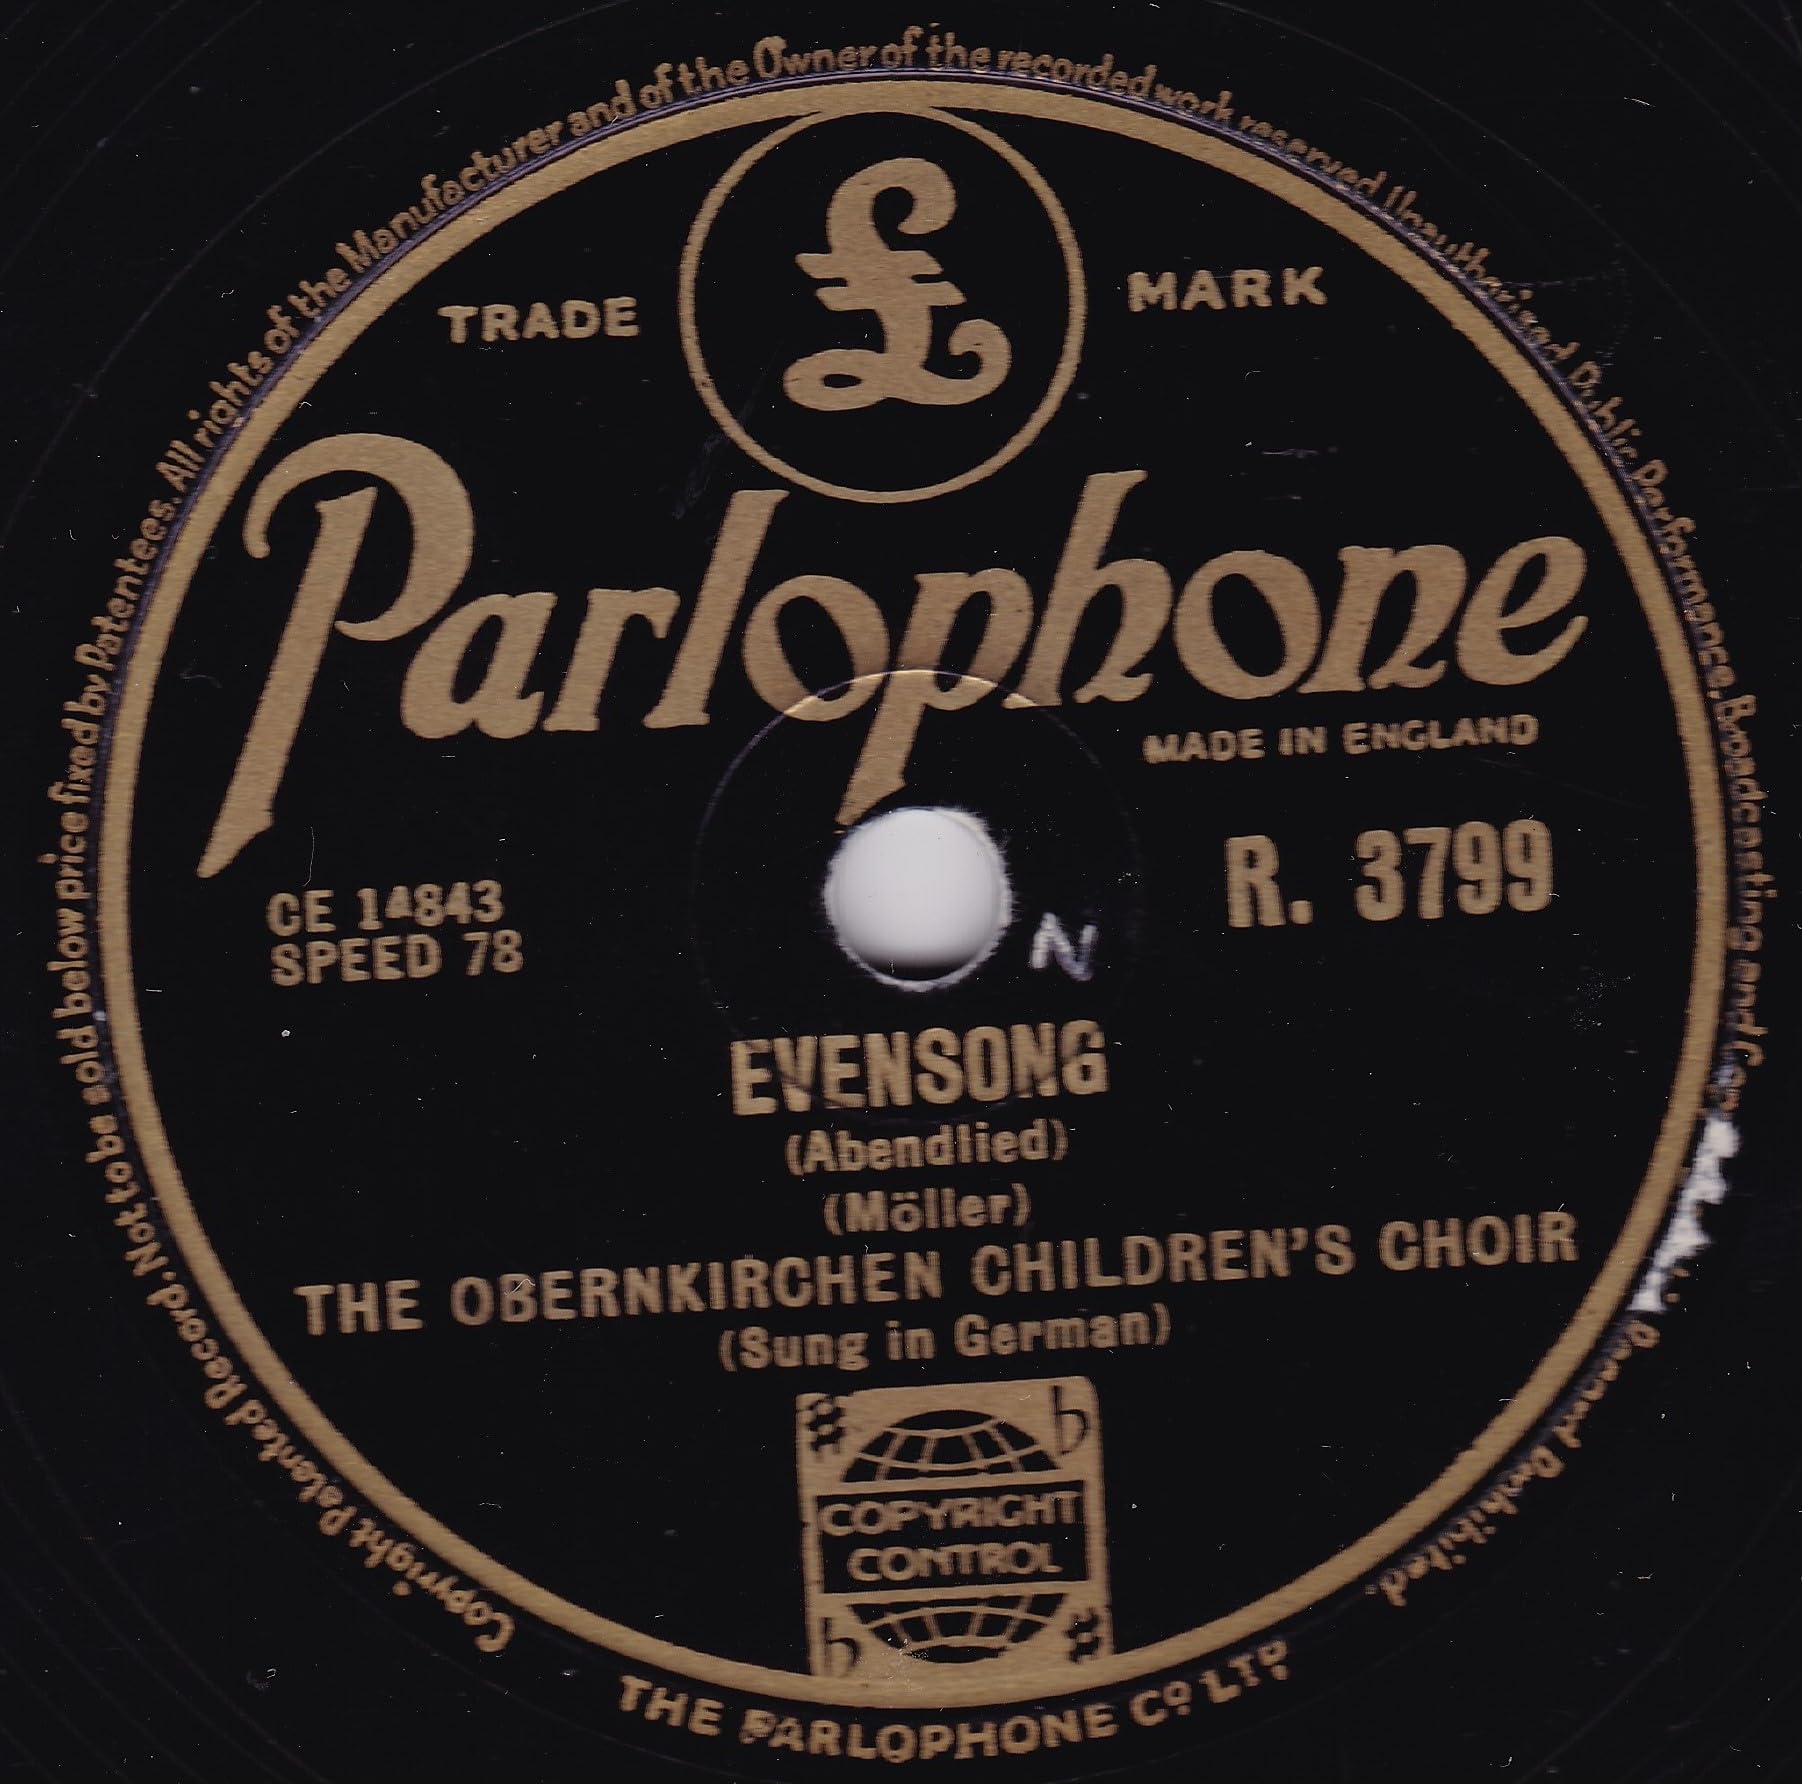 Copyright Patented Record. Not to be sold below price fixed by Patentees. All rights of the Manufacturer and of the Owner of the recorded work reserved Unauthorised Public Performance, Broadcasting and Record Prohibited.
£
TRADE MARK
Parlophone
MADE IN ENGLAND
R. 3799
CE 14843
SPEED 78
N
EVENSONG
(Abendlied)
(Möller)
THE OBERNKIRCHEN CHILDREN'S CHOIR
(Sung in German)
COPYRIGHT
CONTROL
THE PARLOPHONE CO LTD